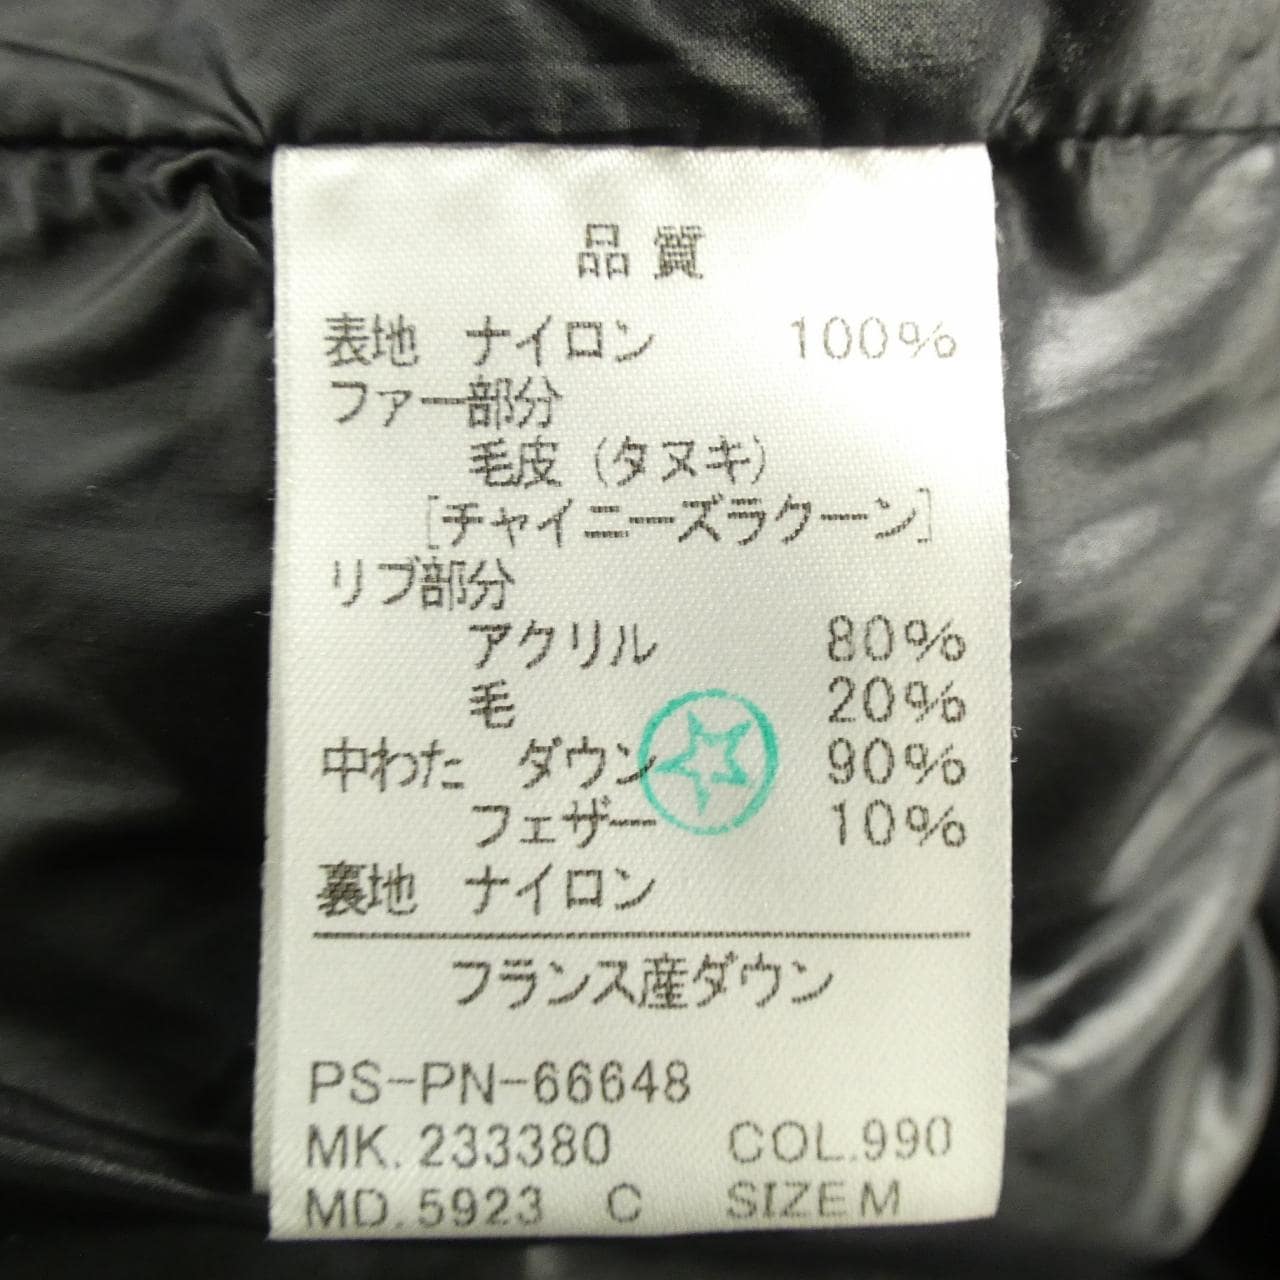 品質
表地 ナイロン 100%
ファー部分
毛皮(タヌキ)
[チャイニーズラクーン]
リブ部分
アクリル 80%
毛 20%
中わた ダウン 90%
フェザー 10%
裏地 ナイロン
フランス産ダウン
PS-PN-66648
MK.233380 COL.990
MD.5923 C SIZE M